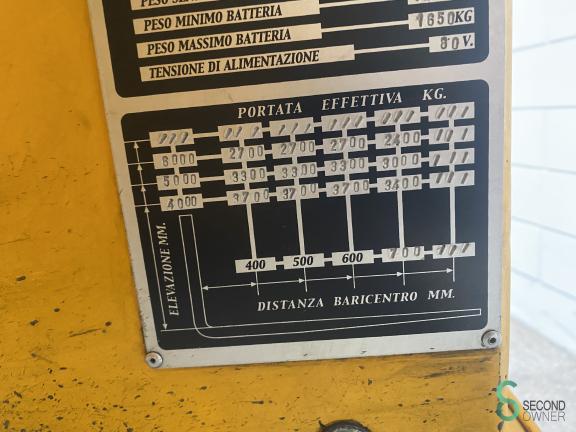 PESO MINIMO BATTERIA
PESO MASSIMO BATTERIA 1650KG
TENSIONE DI ALIMENTAZIONE 80 V.
PORTATA EFFETTIVA KG.
/// /// /// /// /// ///
6000 2700 2700 2700 2400 ///
5000 3300 3300 3300 3000 ///
4000 3700 3700 3700 3400 ///
400 500 600 700 ///
ELEVAZIONE MM.
DISTANZA BARICENTRO MM.
SECOND
OWNER